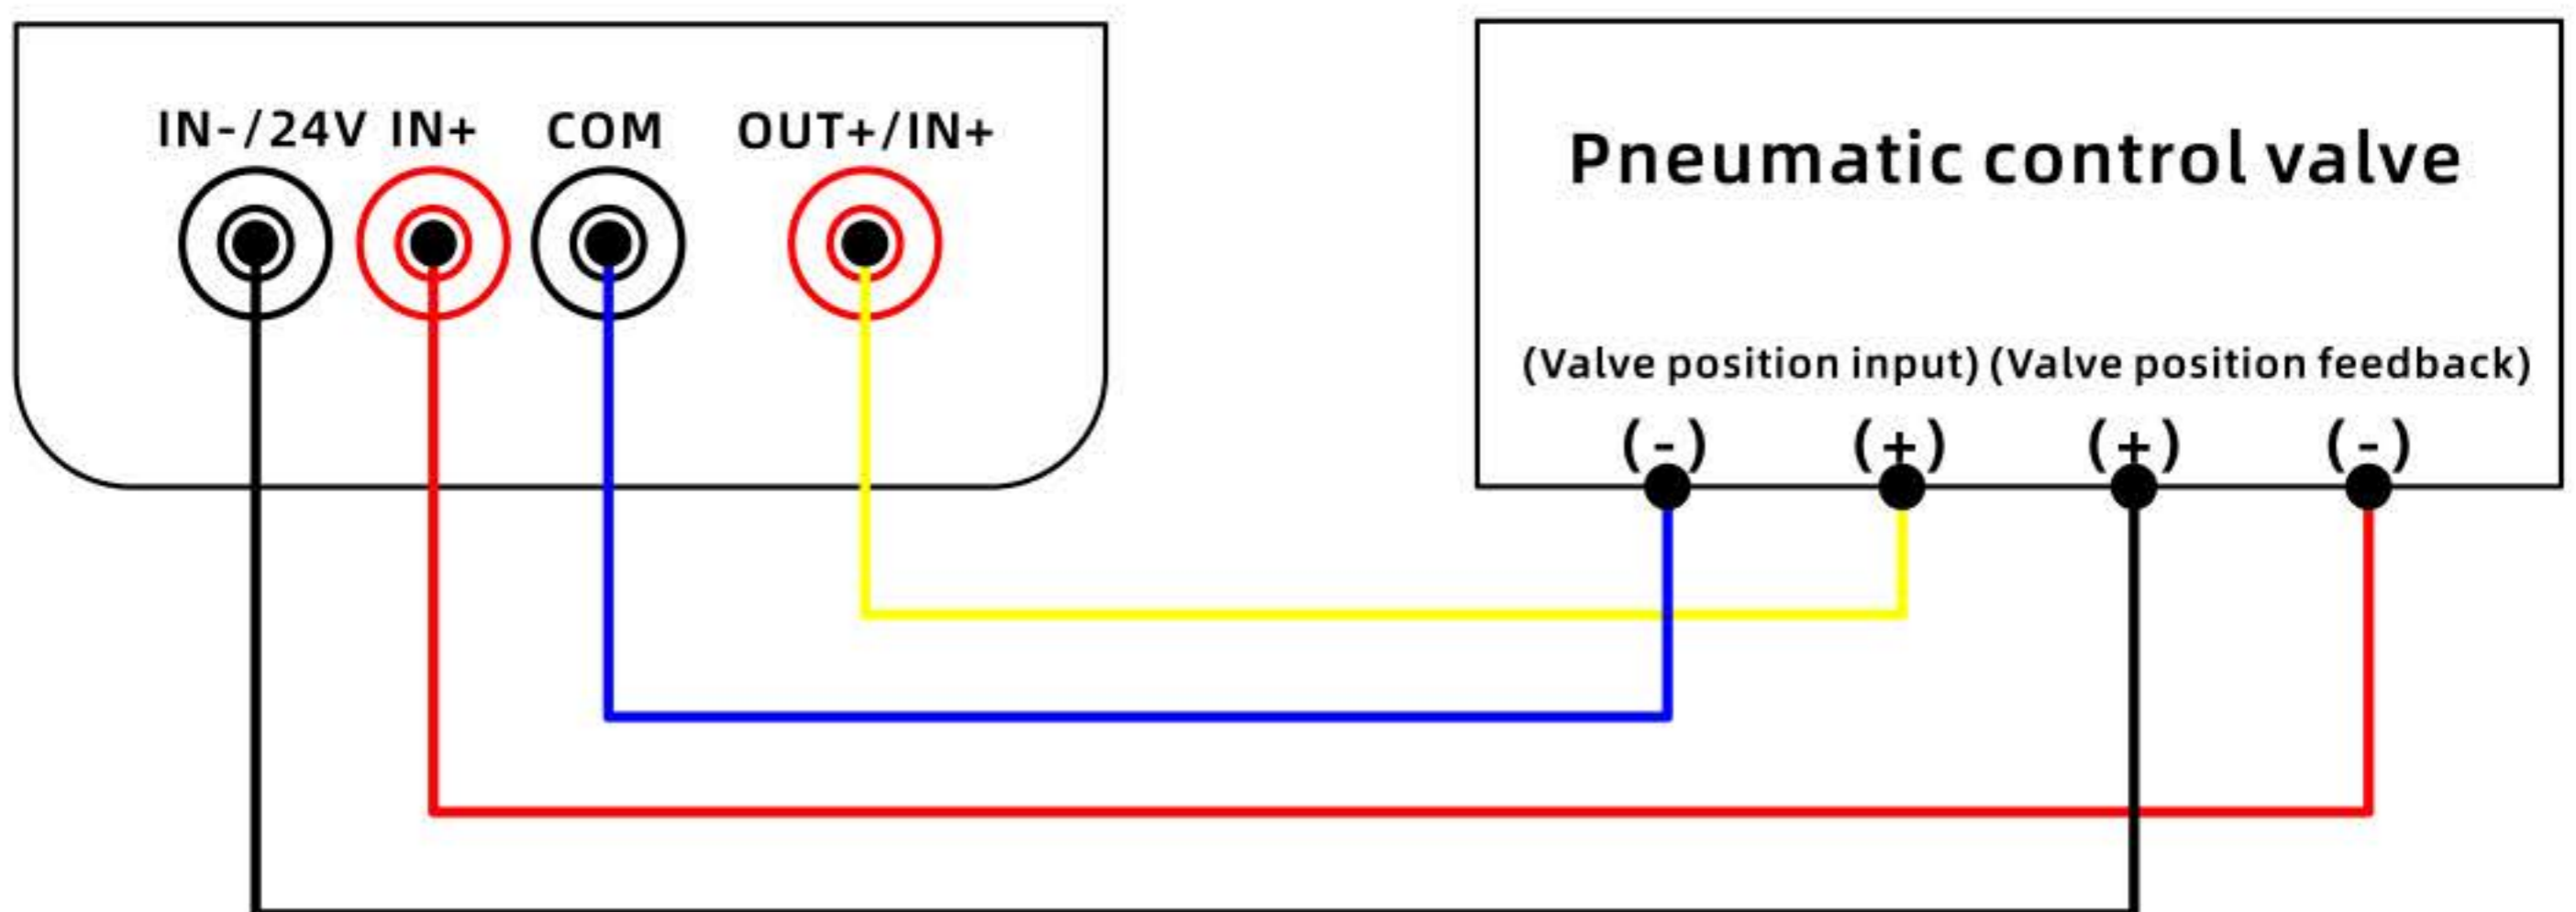 IN-/24V IN+ COM OUT+/IN+
Pneumatic control valve
(Valve position input) (Valve position feedback)
(-) (+) (+) (-)